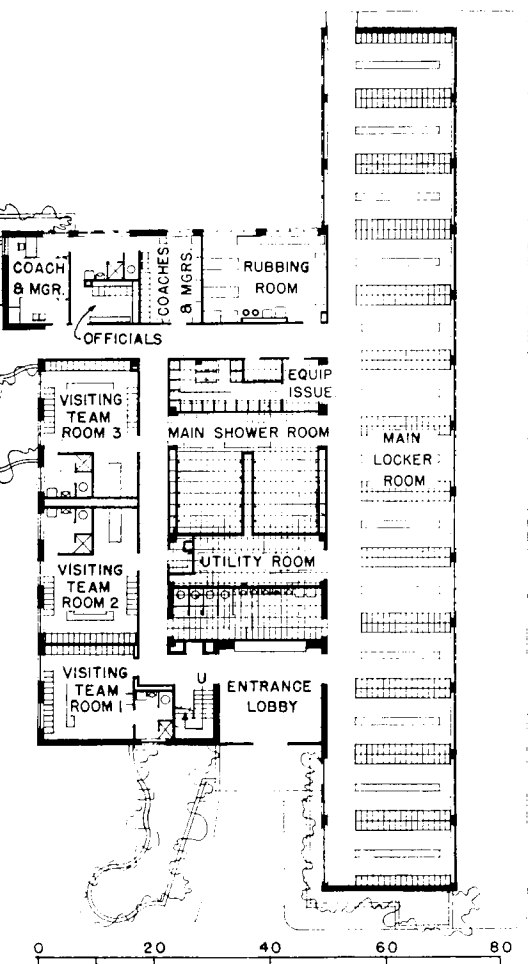 COACH
& MGR.
COACHES
& MGRS.
RUBBING
ROOM
OFFICIALS
EQUIP
ISSUE
VISITING
TEAM
ROOM 3
MAIN SHOWER ROOM
MAIN
LOCKER
ROOM
UTILITY ROOM
VISITING
TEAM
ROOM 2
VISITING
TEAM
ROOM 1
U
ENTRANCE
LOBBY
0 20 40 60 80